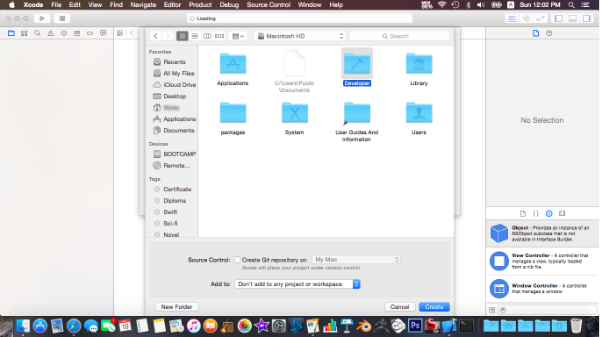 Xcode File Edit View Find Navigate Editor Product Debug Source Control Window Help
Sun 12:02 PM
Loading
Macintosh HD
Search
Favorites
Recents
All My Files
iCloud Drive
Desktop
Applications
Documents
Devices
BOOTCAMP
Remote...
Tags
Certificate
Diploma
Swift
Sci-fi
Novel
Applications
C:\Users\Public
\Documents
Developer
Library
packages
System
User Guides And
Information
Users
Source Control: Create Git repository on My Mac
Xcode will place your project under version control
Add to: Don't add to any project or workspace
New Folder Cancel Create
No Selection
Object - Provides an instance of an
NSObject subclass that is not
available in Interface Builder.
View Controller - A controller
that manages a view, typically loaded
from a nib file.
Window Controller - A controller
that manages a window